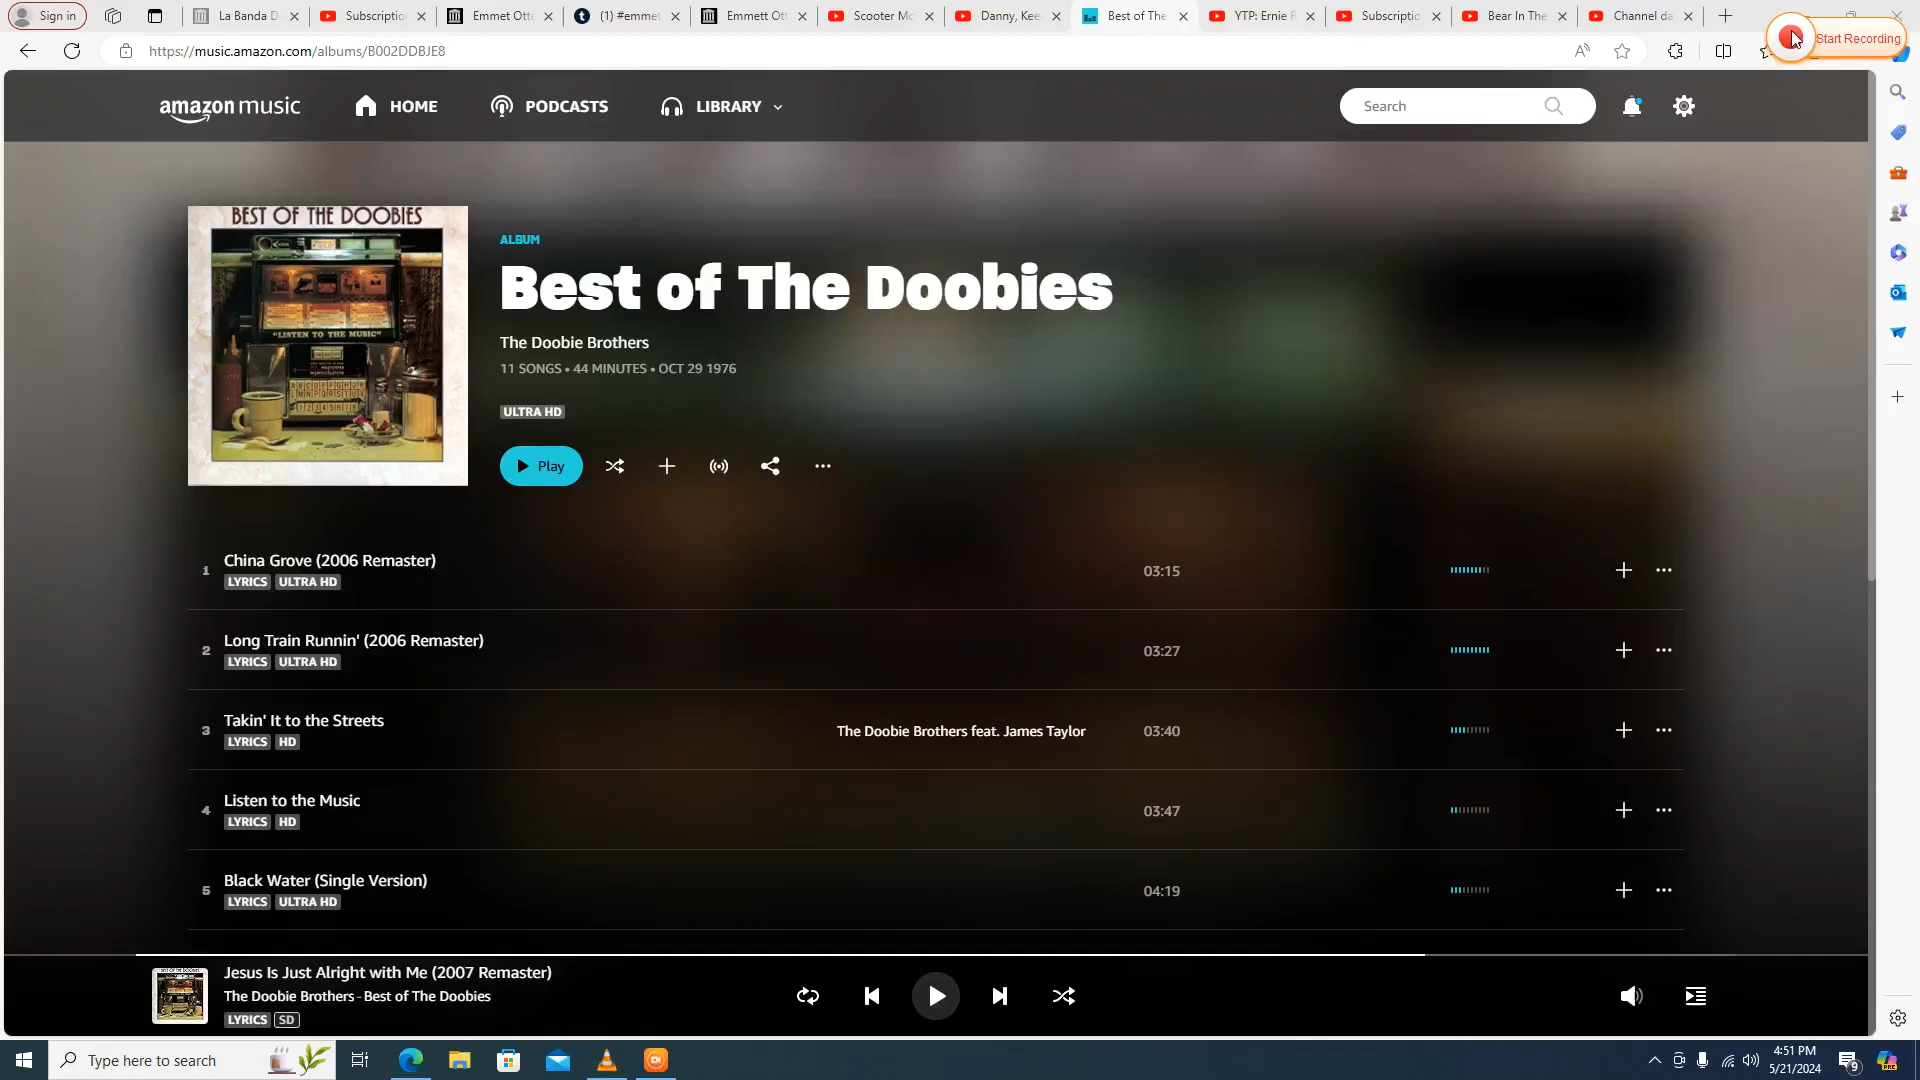 Sign in
La Banda D
Subscriptio
Emmet Otte
(1) #emmet
Emmett Ott
Scooter Mc
Danny, Kee
Best of The
YTP: Ernie R
Subscriptio
Bear In The
Channel da
https://music.amazon.com/albums/B002DDBJE8
Start Recording
amazon music
HOME
PODCASTS
LIBRARY
Search
BEST OF THE DOOBIES
"LISTEN TO THE MUSIC"
ALBUM
Best of The Doobies
The Doobie Brothers
11 SONGS • 44 MINUTES • OCT 29 1976
ULTRA HD
Play
1 China Grove (2006 Remaster) 03:15
LYRICS ULTRA HD
2 Long Train Runnin' (2006 Remaster) 03:27
LYRICS ULTRA HD
3 Takin' It to the Streets The Doobie Brothers feat. James Taylor 03:40
LYRICS HD
4 Listen to the Music 03:47
LYRICS HD
5 Black Water (Single Version) 04:19
LYRICS ULTRA HD
Jesus Is Just Alright with Me (2007 Remaster)
The Doobie Brothers - Best of The Doobies
LYRICS SD
Type here to search
4:51 PM
5/21/2024
9